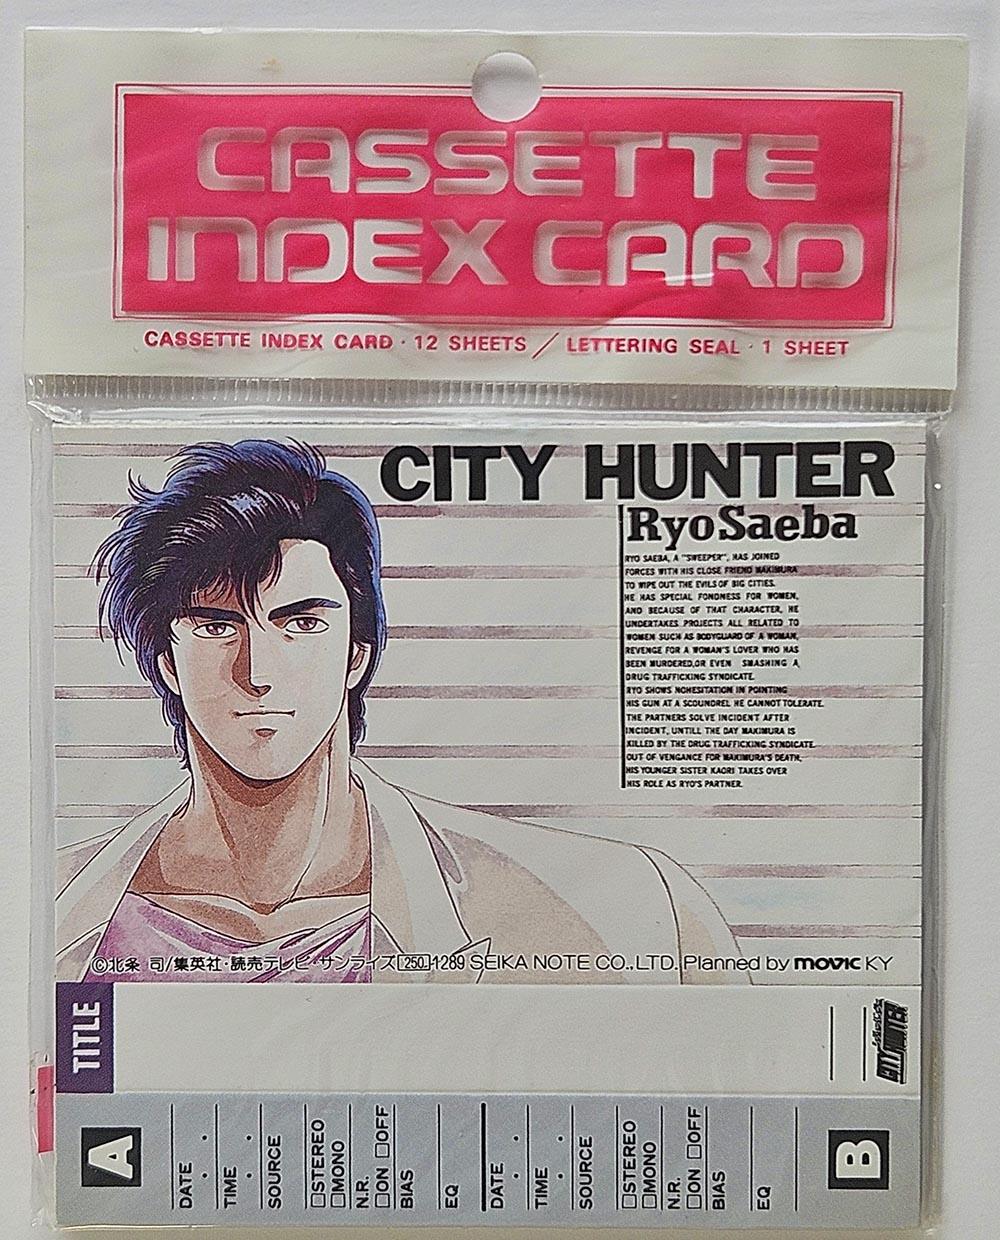 CASSETTE
INDEX CARD
CASSETTE INDEX CARD · 12 SHEETS / LETTERING SEAL · 1 SHEET
CITY HUNTER
Ryo Saeba
RYO SAEBA, A "SWEEPER", HAS JOINED
FORCES WITH HIS CLOSE FRIEND MAKIMURA
TO WIPE OUT THE EVILS OF BIG CITIES.
HE HAS SPECIAL FONDNESS FOR WOMEN,
AND BECAUSE OF THAT CHARACTER, HE
UNDERTAKES PROJECTS ALL RELATED TO
WOMEN SUCH AS BODYGUARD OF A WOMAN,
REVENGE FOR A WOMAN'S LOVER WHO HAS
BEEN MURDERED,OR EVEN SMASHING A
DRUG TRAFFICKING SYNDICATE.
RYO SHOWS NOHESITATION IN POINTING
HIS GUN AT A SCOUNDREL HE CANNOT TOLERATE.
THE PARTNERS SOLVE INCIDENT AFTER
INCIDENT, UNTILL THE DAY MAKIMURA IS
KILLED BY THE DRUG TRAFFICKING SYNDICATE.
OUT OF VENGANCE FOR MAKIMURA'S DEATH,
HIS YOUNGER SISTER KAORI TAKES OVER
HIS ROLE AS RYO'S PARTNER.
©北条 司/集英社・読売テレビ・サンライズ 250 1289 SEIKA NOTE CO.,LTD. Planned by movic KY
TITLE
CITY HUNTER
A
DATE . .
TIME .
SOURCE
□STEREO
□MONO
N.R.
□ON □OFF
BIAS
EQ
DATE . .
TIME .
SOURCE
□STEREO
□MONO
N.R.
□ON □OFF
BIAS
EQ
B